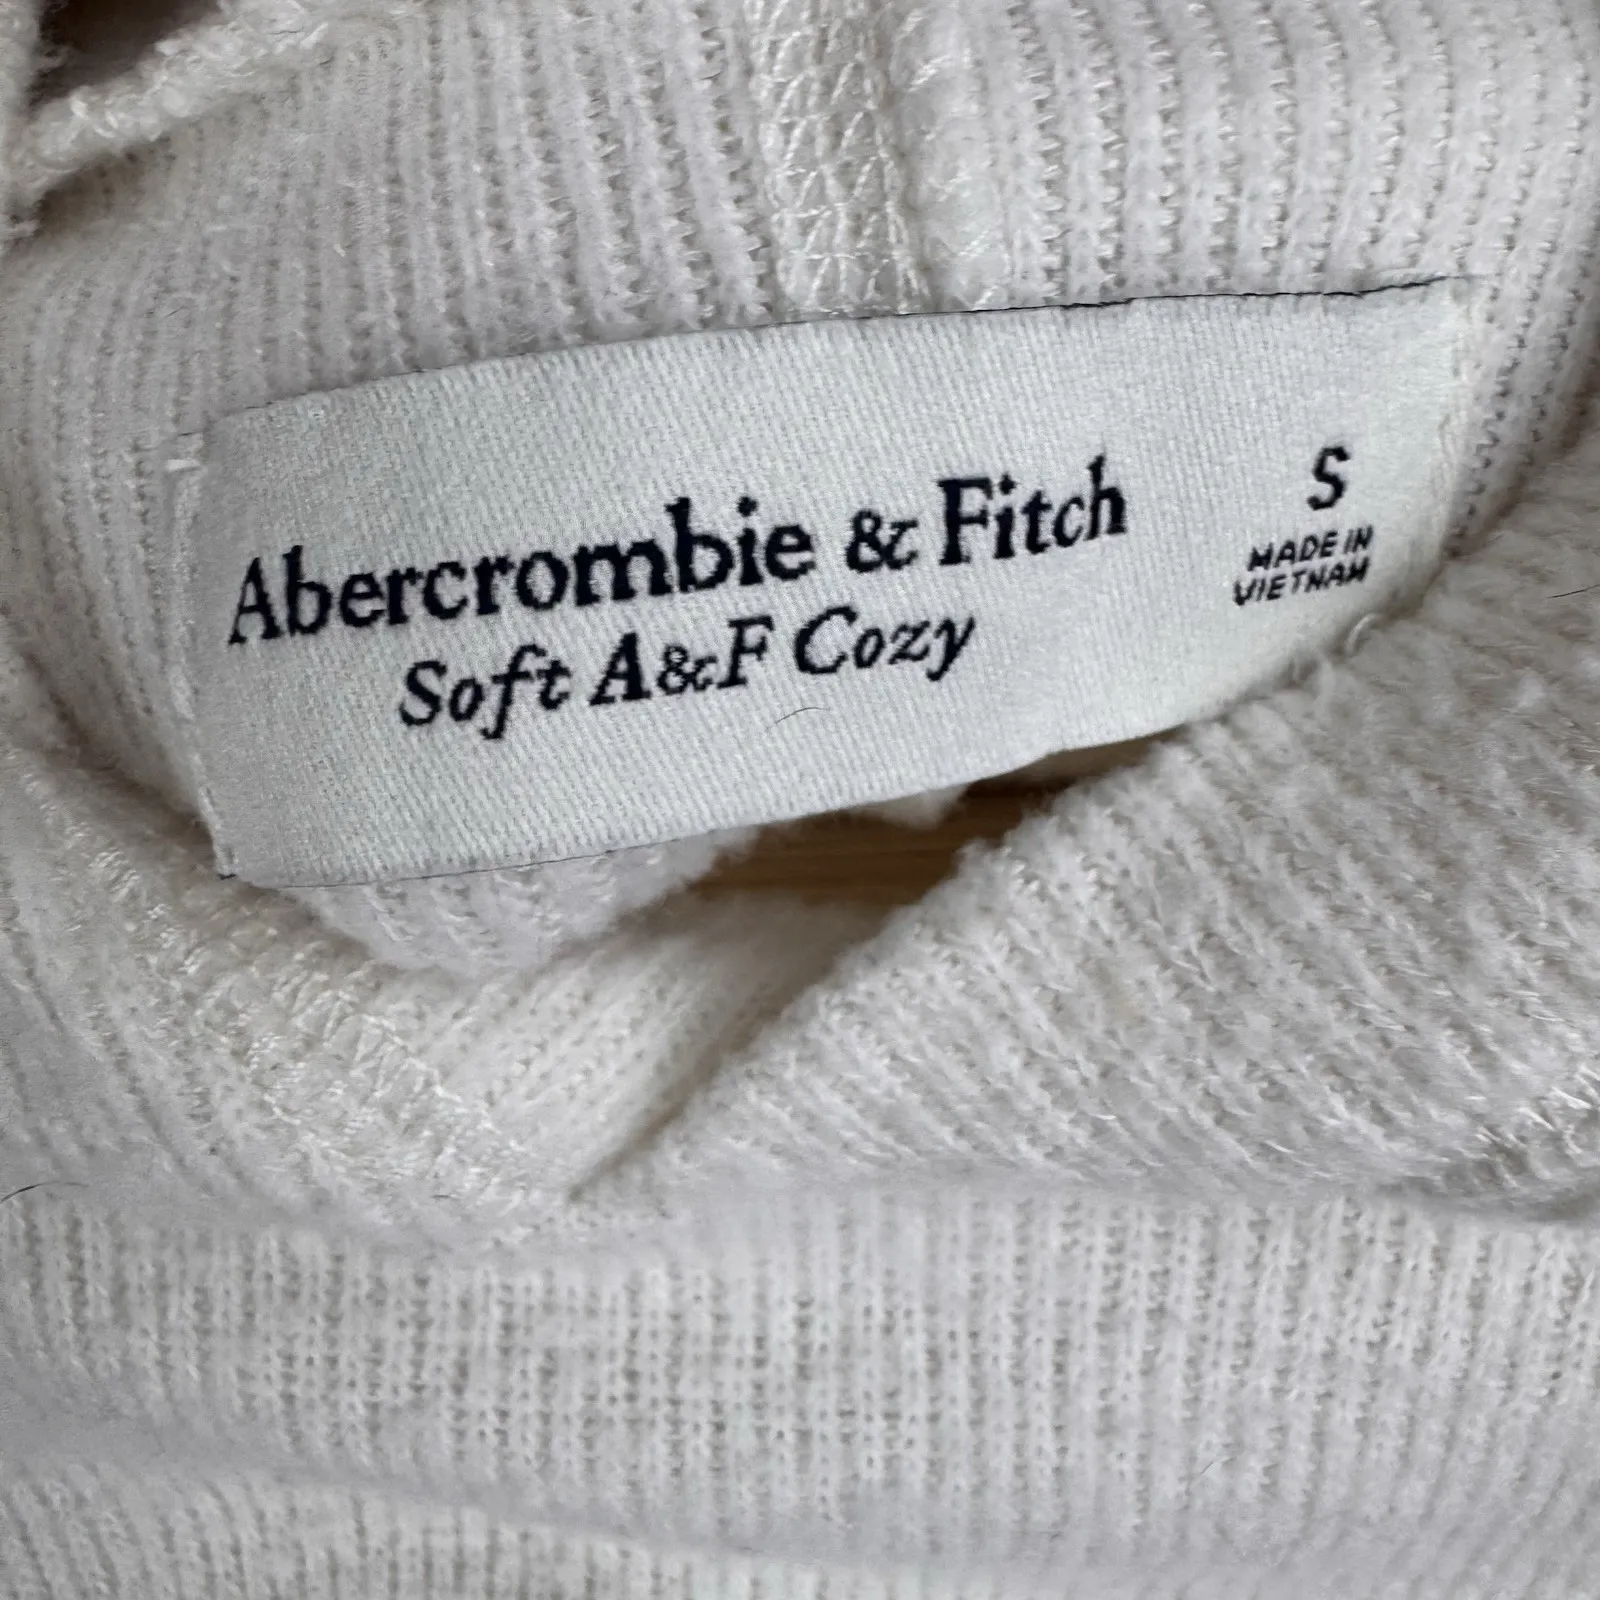 Abercrombie & Fitch
Soft A&F Cozy
S
MADE IN
VIETNAM